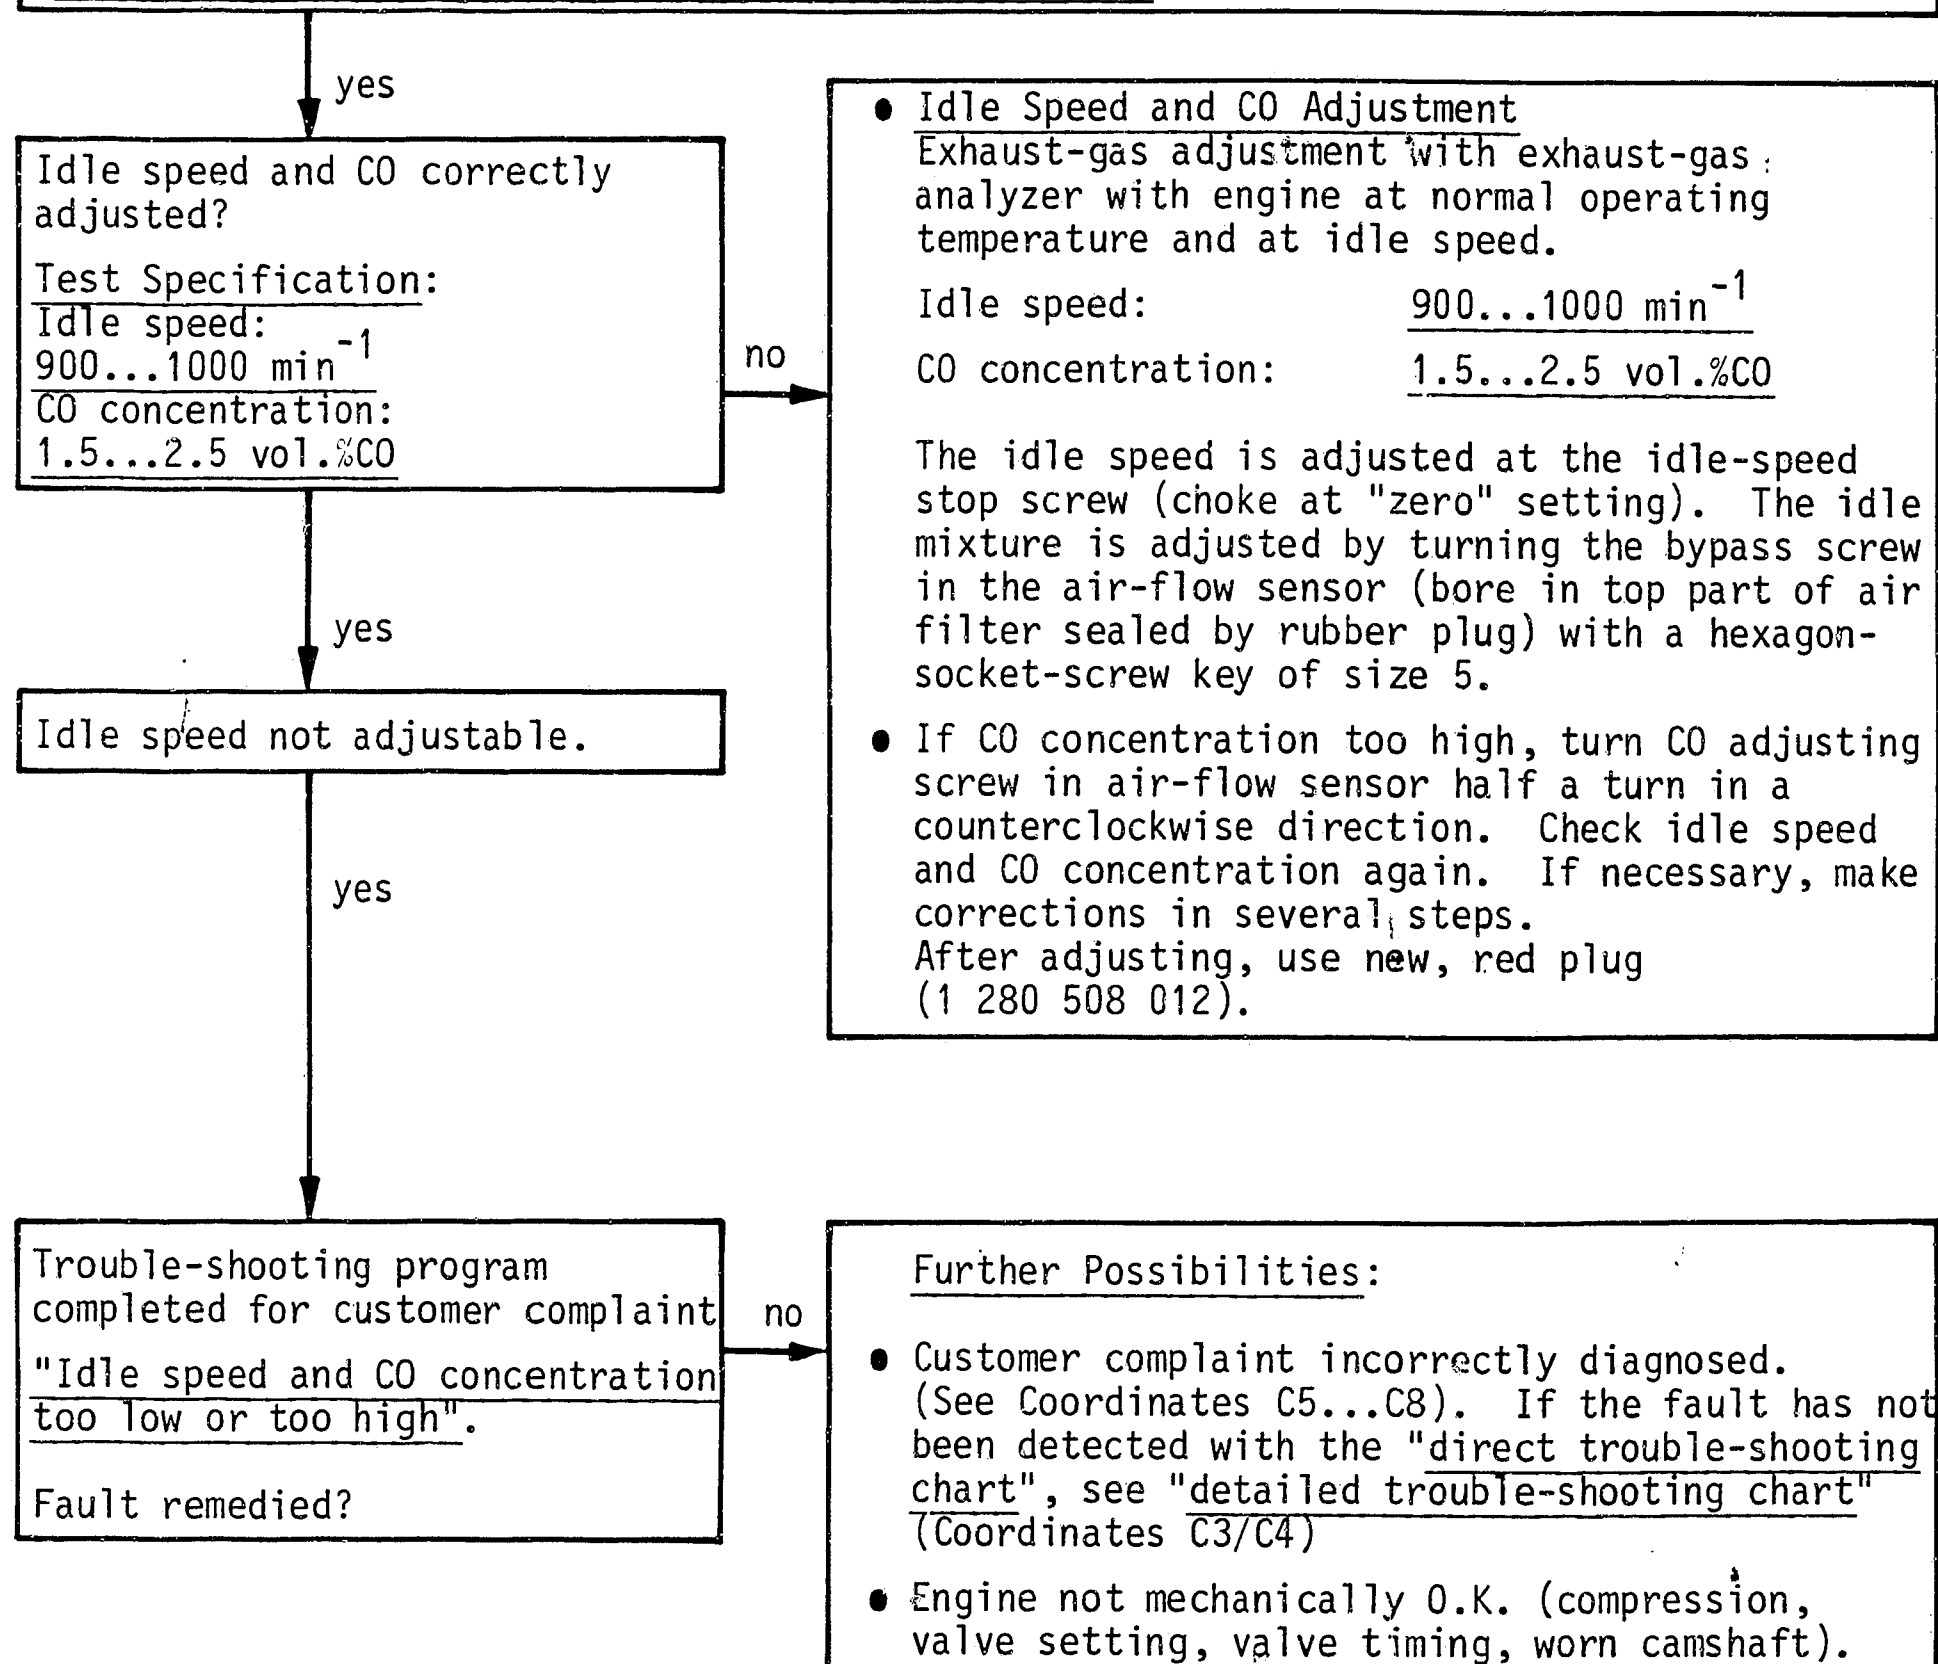 yes
Idle speed and CO correctly
adjusted?
Test Specification:
Idle speed:
900...1000 min⁻¹
CO concentration:
1.5...2.5 vol.%CO
no
● Idle Speed and CO Adjustment
Exhaust-gas adjustment with exhaust-gas
analyzer with engine at normal operating
temperature and at idle speed.
Idle speed: 900...1000 min⁻¹
CO concentration: 1.5...2.5 vol.%CO
The idle speed is adjusted at the idle-speed
stop screw (choke at "zero" setting). The idle
mixture is adjusted by turning the bypass screw
in the air-flow sensor (bore in top part of air
filter sealed by rubber plug) with a hexagon-
socket-screw key of size 5.
● If CO concentration too high, turn CO adjusting
screw in air-flow sensor half a turn in a
counterclockwise direction. Check idle speed
and CO concentration again. If necessary, make
corrections in several steps.
After adjusting, use new, red plug
(1 280 508 012).
yes
Idle speed not adjustable.
yes
Trouble-shooting program
completed for customer complaint
"Idle speed and CO concentration
too low or too high".
Fault remedied?
no
Further Possibilities:
● Customer complaint incorrectly diagnosed.
(See Coordinates C5...C8). If the fault has not
been detected with the "direct trouble-shooting
chart", see "detailed trouble-shooting chart"
(Coordinates C3/C4)
● Engine not mechanically O.K. (compression,
valve setting, valve timing, worn camshaft).